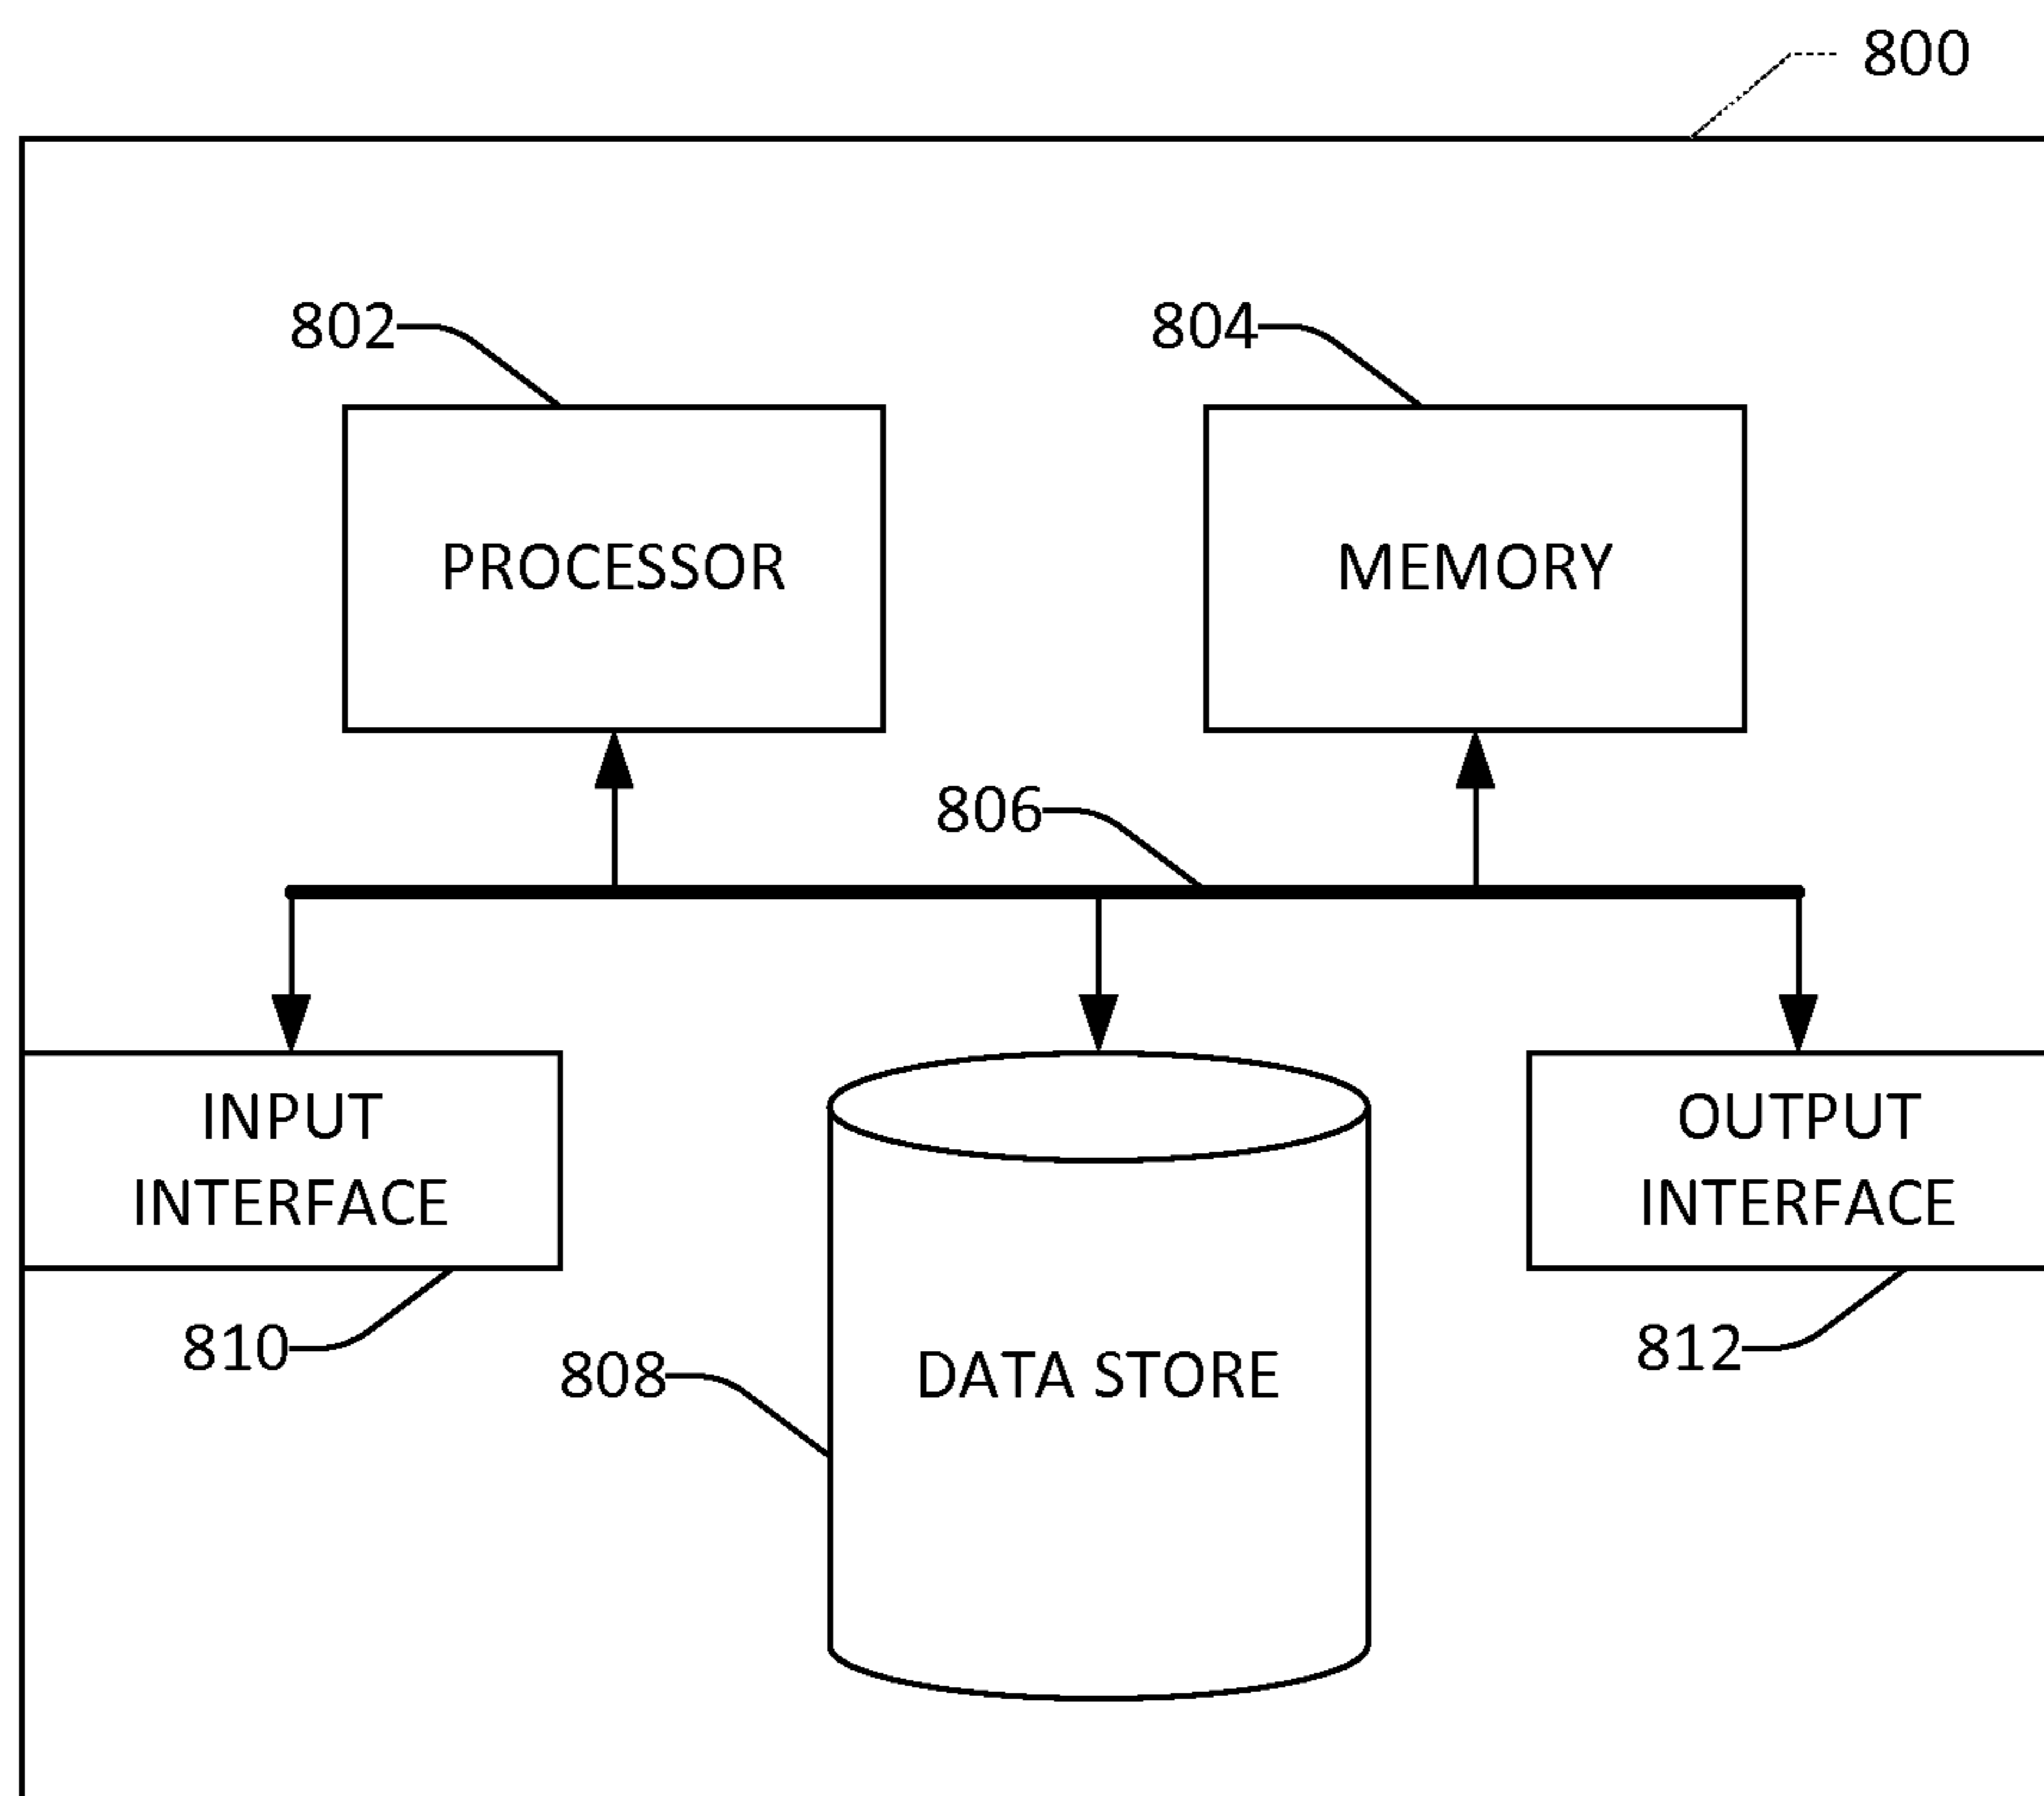 800
802
804
PROCESSOR
MEMORY
806
INPUT
INTERFACE
OUTPUT
INTERFACE
810
808
DATA STORE
812